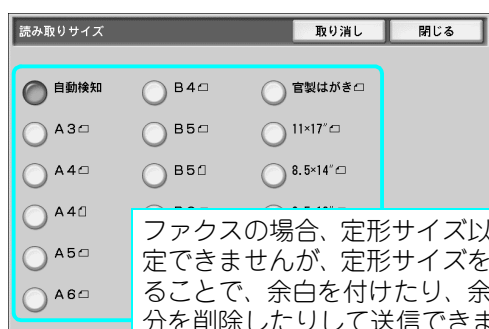 読み取りサイズ 取り消し 閉じる
自動検知 B4 官製はがき
A3 B5 11×17"
A4 B5 8.5×14"
A4
A5
A6
ファクスの場合、定形サイズ以
定できませんが、定形サイズを
ることで、余白を付けたり、余
分を削除したりして送信できま